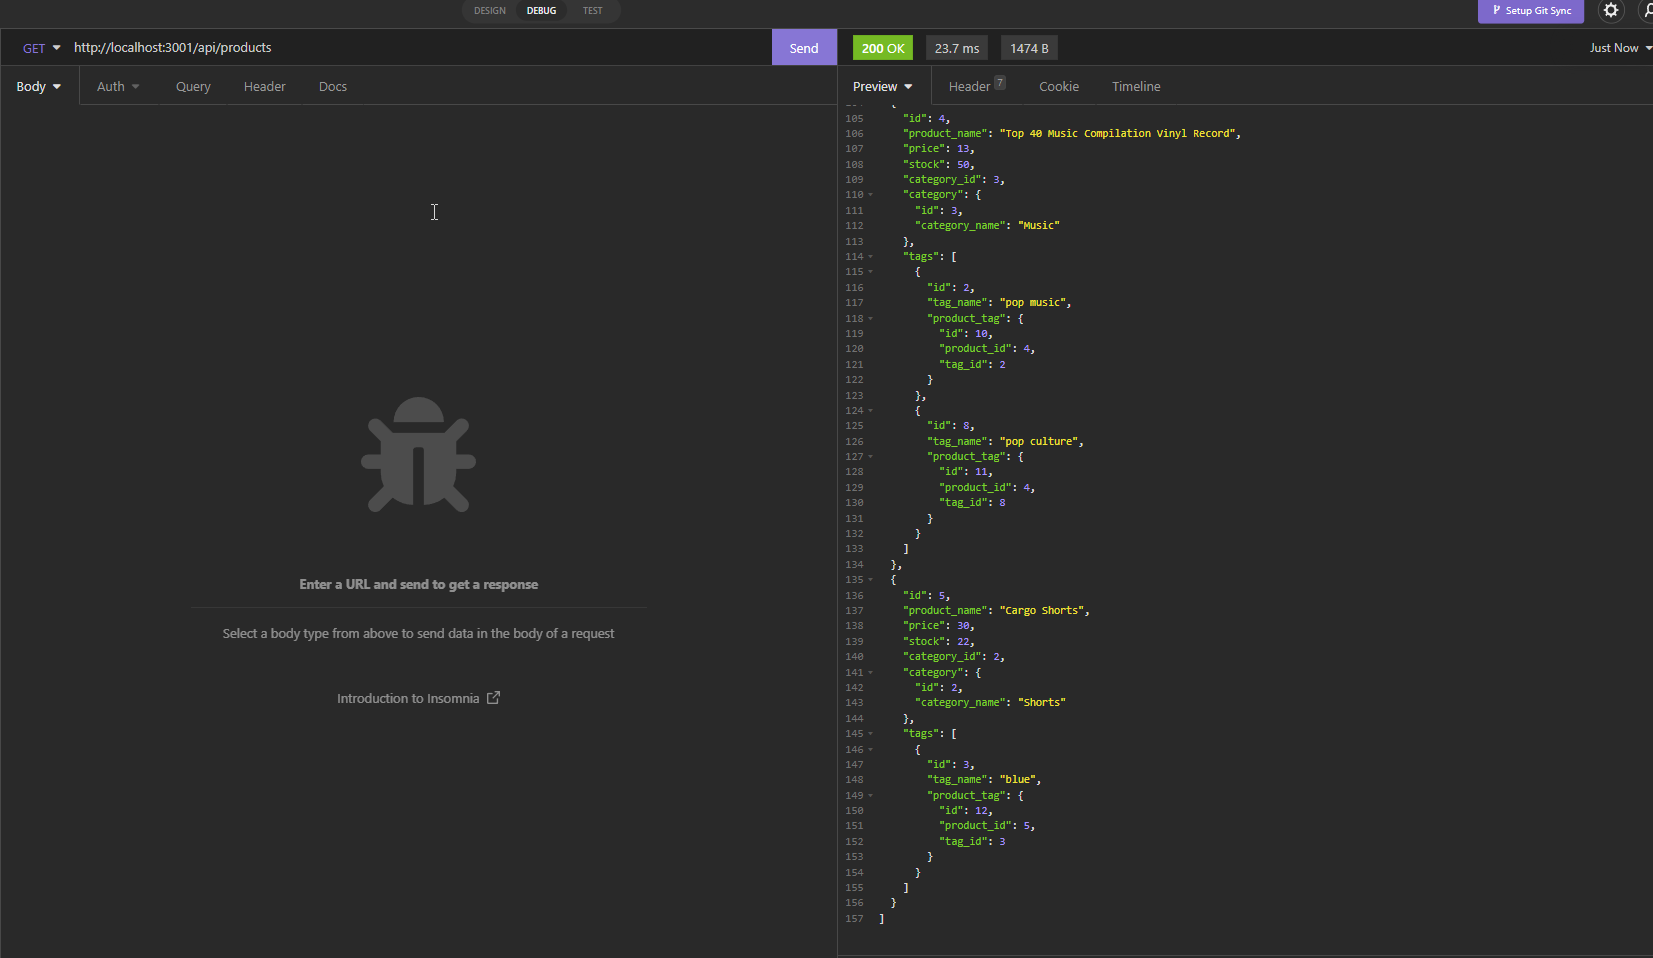 DESIGN DEBUG TEST
Setup Git Sync
GET http://localhost:3001/api/products Send
200 OK 23.7 ms 1474 B Just Now
Body Auth Query Header Docs
Preview Header 7 Cookie Timeline
Enter a URL and send to get a response
Select a body type from above to send data in the body of a request
Introduction to Insomnia
{
105 "id": 4,
106 "product_name": "Top 40 Music Compilation Vinyl Record",
107 "price": 13,
108 "stock": 50,
109 "category_id": 3,
110 "category": {
111 "id": 3,
112 "category_name": "Music"
113 },
114 "tags": [
115 {
116 "id": 2,
117 "tag_name": "pop music",
118 "product_tag": {
119 "id": 10,
120 "product_id": 4,
121 "tag_id": 2
122 }
123 },
124 {
125 "id": 8,
126 "tag_name": "pop culture",
127 "product_tag": {
128 "id": 11,
129 "product_id": 4,
130 "tag_id": 8
131 }
132 }
133 ]
134 },
135 {
136 "id": 5,
137 "product_name": "Cargo Shorts",
138 "price": 30,
139 "stock": 22,
140 "category_id": 2,
141 "category": {
142 "id": 2,
143 "category_name": "Shorts"
144 },
145 "tags": [
146 {
147 "id": 3,
148 "tag_name": "blue",
149 "product_tag": {
150 "id": 12,
151 "product_id": 5,
152 "tag_id": 3
153 }
154 }
155 ]
156 }
157 ]